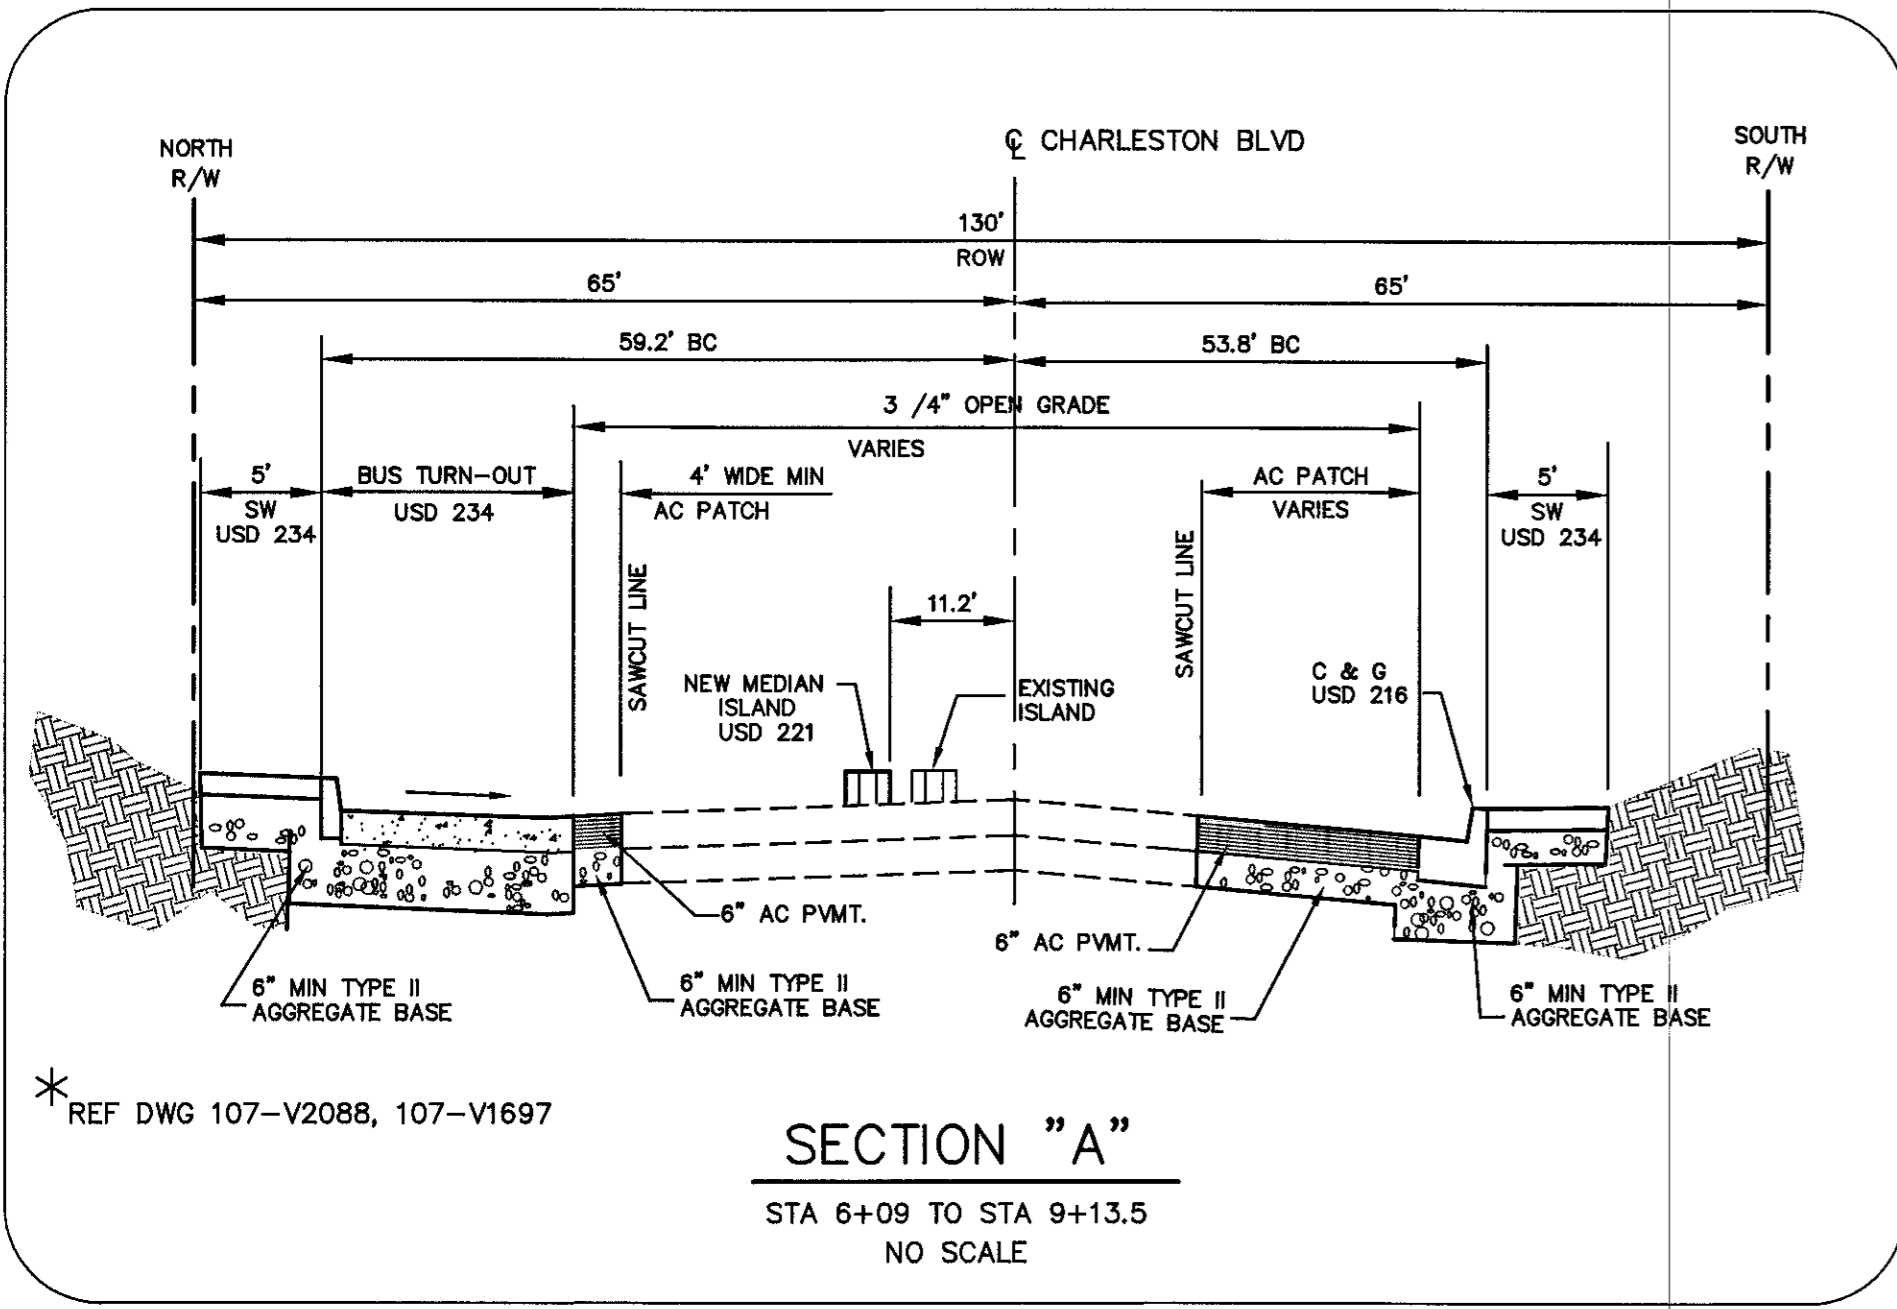 NORTH
R/W
℄ CHARLESTON BLVD
SOUTH
R/W
130'
ROW
65'
65'
59.2' BC
53.8' BC
3 /4" OPEN GRADE
VARIES
5'
SW
USD 234
BUS TURN-OUT
USD 234
4' WIDE MIN
AC PATCH
AC PATCH
VARIES
5'
SW
USD 234
SAWCUT LINE
11.2'
SAWCUT LINE
NEW MEDIAN
ISLAND
USD 221
EXISTING
ISLAND
C & G
USD 216
6" AC PVMT.
6" AC PVMT.
6" MIN TYPE II
AGGREGATE BASE
6" MIN TYPE II
AGGREGATE BASE
6" MIN TYPE II
AGGREGATE BASE
6" MIN TYPE II
AGGREGATE BASE
* REF DWG 107-V2088, 107-V1697
SECTION "A"
STA 6+09 TO STA 9+13.5
NO SCALE